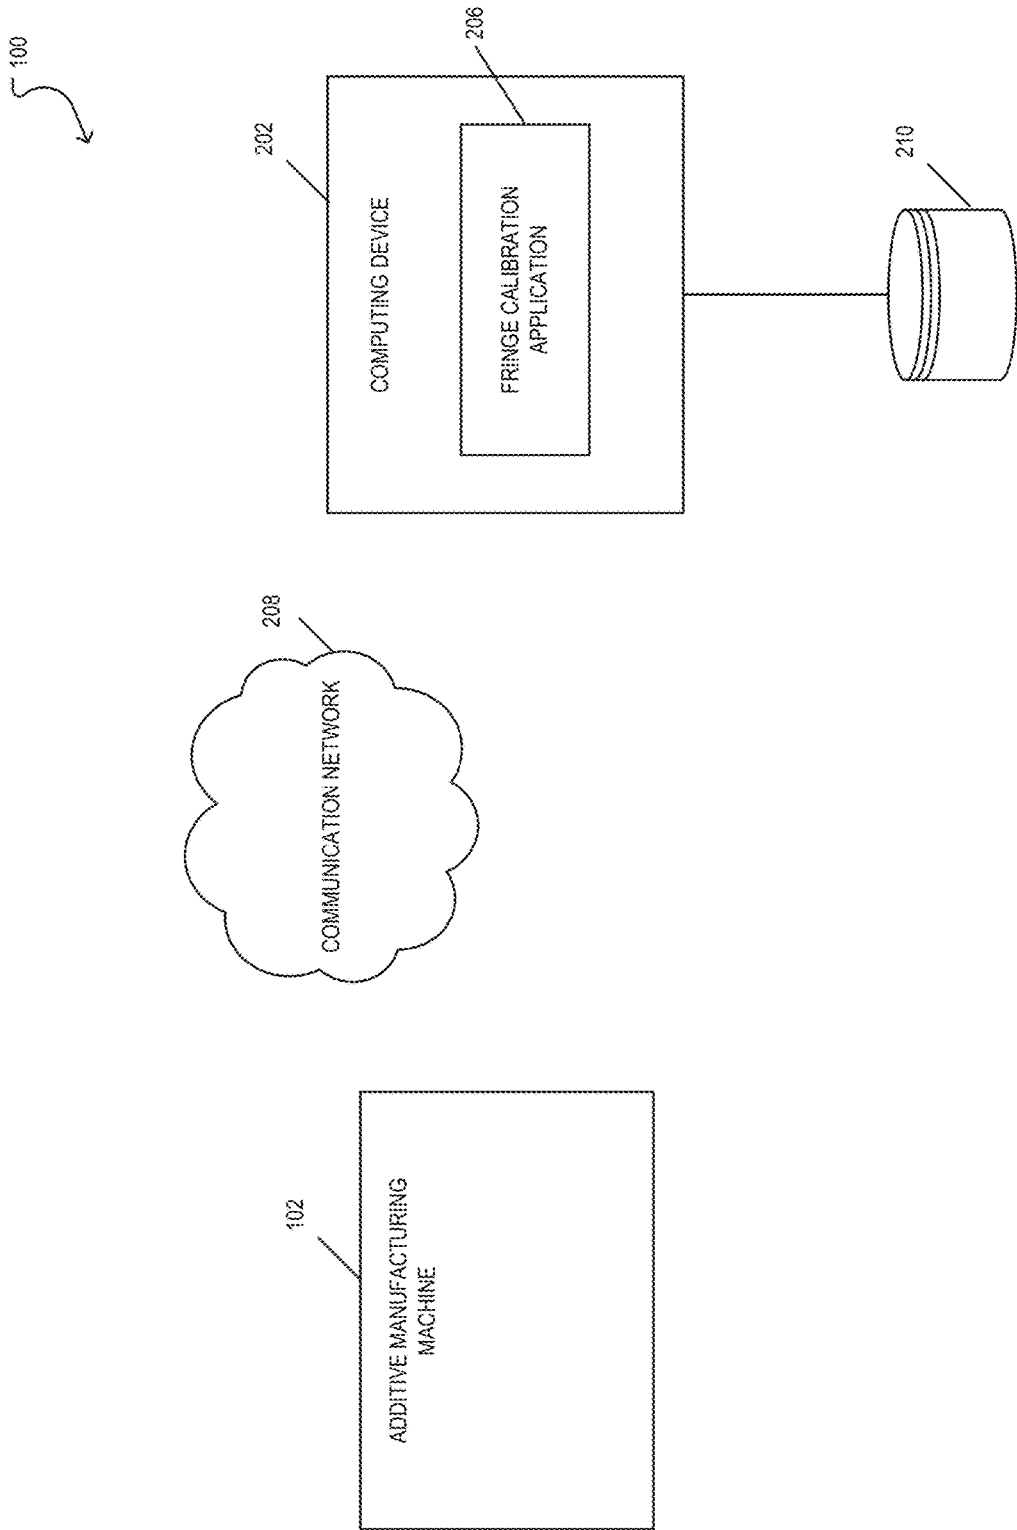 100
102
ADDITIVE MANUFACTURING
MACHINE
208
COMMUNICATION NETWORK
202
COMPUTING DEVICE
206
FRINGE CALIBRATION
APPLICATION
210